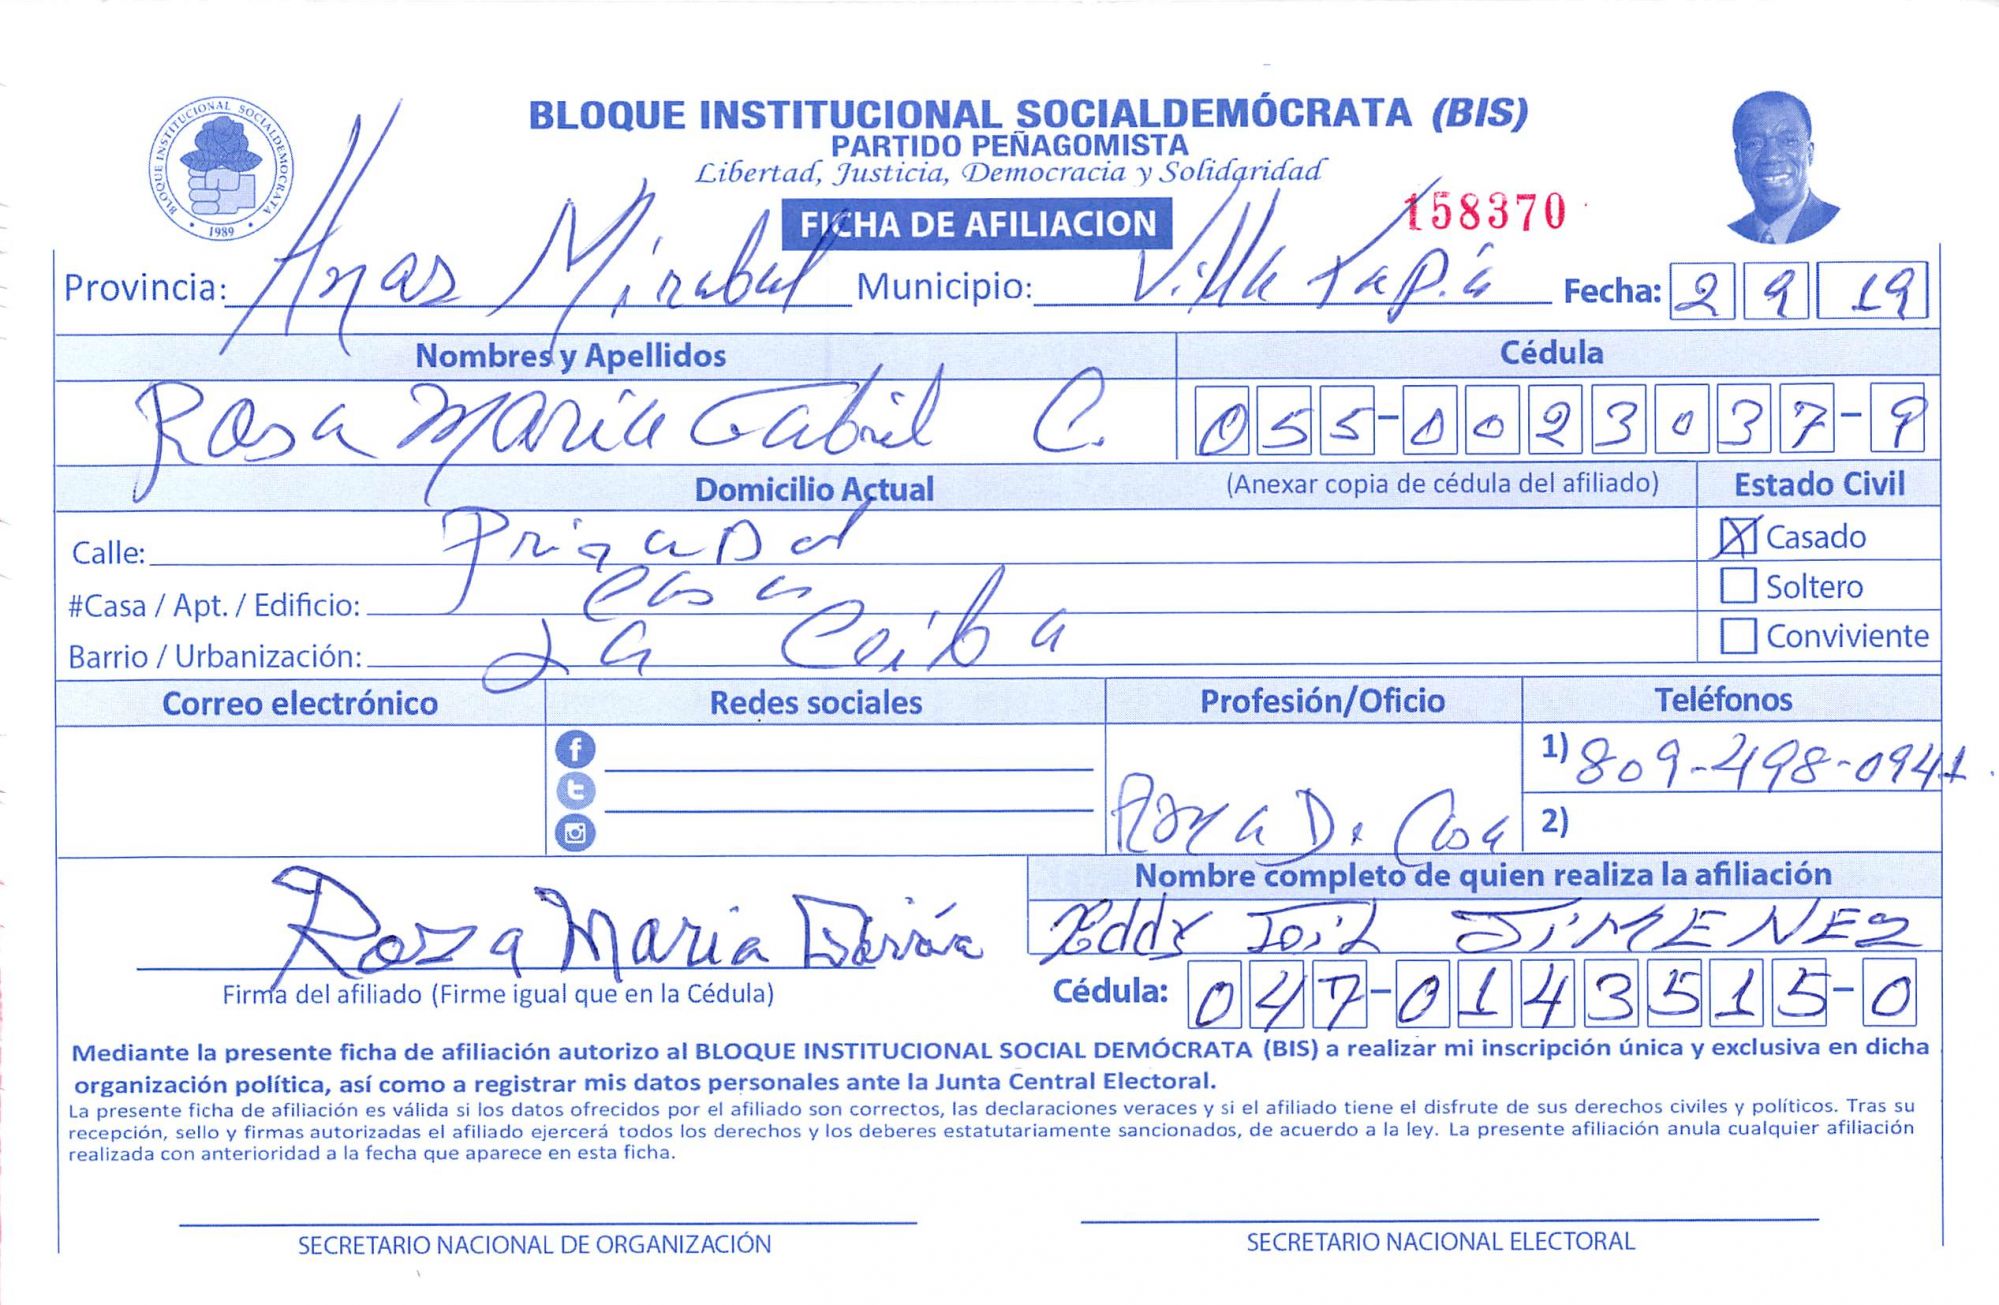 BLOQUE INSTITUCIONAL SOCIALDEMÓCRATA
1989
BLOQUE INSTITUCIONAL SOCIALDEMÓCRATA (BIS)
PARTIDO PEÑAGOMISTA
Libertad, Justicia, Democracia y Solidaridad
158370
FICHA DE AFILIACION
Provincia: Hnas Mirabal Municipio: Villa Tapia Fecha: 2 9 19
Nombres y Apellidos Cédula
Rosa Maria Gabil C. 055-0023037-9
Domicilio Actual (Anexar copia de cédula del afiliado) Estado Civil
Calle: Casado
#Casa / Apt. / Edificio: Casa Soltero
Barrio / Urbanización: La Ceiba Conviviente
Correo electrónico Redes sociales Profesión/Oficio Teléfonos
1) 809-498-0941
Ama D. Casa 2)
Nombre completo de quien realiza la afiliación
Rosa Maria Eddy JIMENEZ
Firma del afiliado (Firme igual que en la Cédula) Cédula: 047-0143515-0
Mediante la presente ficha de afiliación autorizo al BLOQUE INSTITUCIONAL SOCIAL DEMÓCRATA (BIS) a realizar mi inscripción única y exclusiva en dicha
organización política, así como a registrar mis datos personales ante la Junta Central Electoral.
La presente ficha de afiliación es válida si los datos ofrecidos por el afiliado son correctos, las declaraciones veraces y si el afiliado tiene el disfrute de sus derechos civiles y políticos. Tras su
recepción, sello y firmas autorizadas el afiliado ejercerá todos los derechos y los deberes estatutariamente sancionados, de acuerdo a la ley. La presente afiliación anula cualquier afiliación
realizada con anterioridad a la fecha que aparece en esta ficha.
SECRETARIO NACIONAL DE ORGANIZACIÓN SECRETARIO NACIONAL ELECTORAL